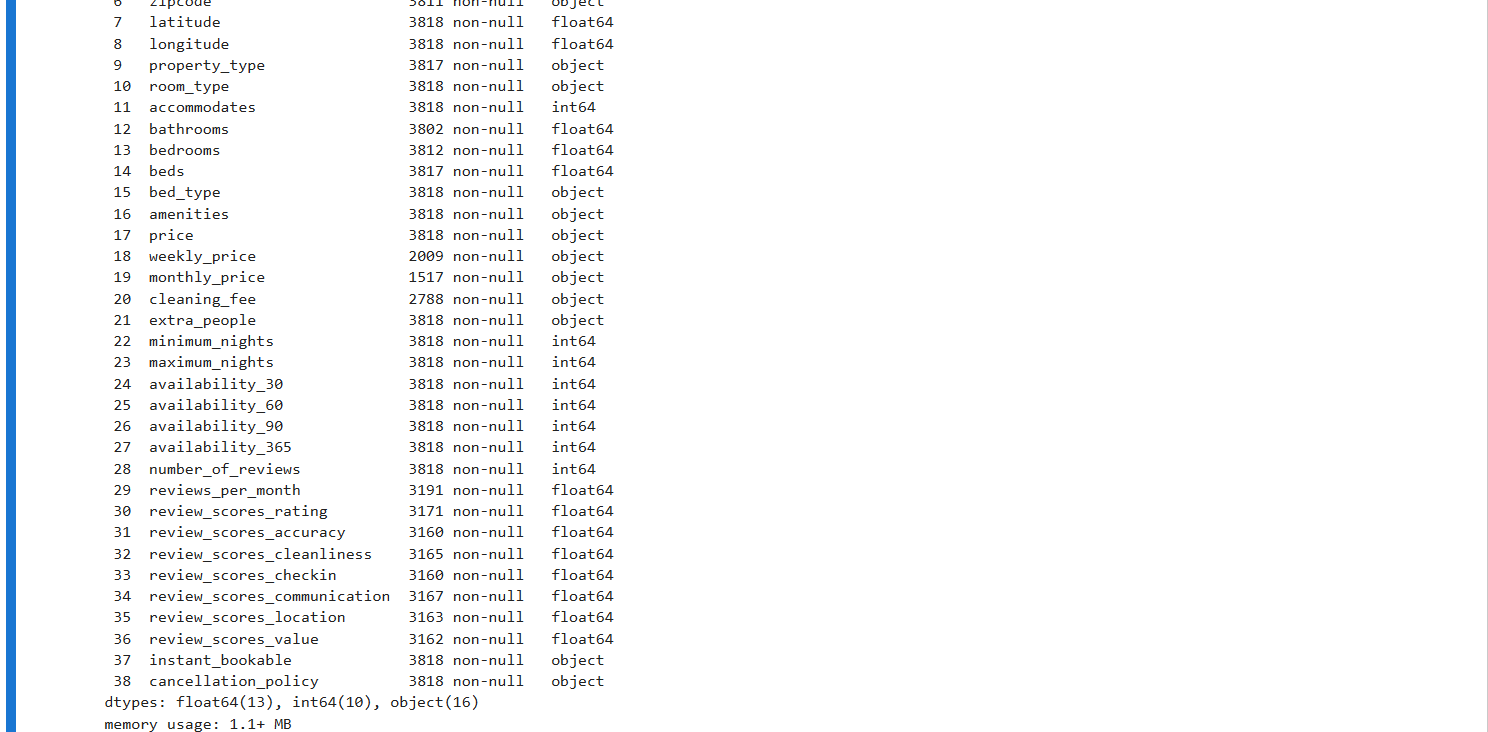 6 zipcode 3811 non-null object
7 latitude 3818 non-null float64
8 longitude 3818 non-null float64
9 property_type 3817 non-null object
10 room_type 3818 non-null object
11 accommodates 3818 non-null int64
12 bathrooms 3802 non-null float64
13 bedrooms 3812 non-null float64
14 beds 3817 non-null float64
15 bed_type 3818 non-null object
16 amenities 3818 non-null object
17 price 3818 non-null object
18 weekly_price 2009 non-null object
19 monthly_price 1517 non-null object
20 cleaning_fee 2788 non-null object
21 extra_people 3818 non-null object
22 minimum_nights 3818 non-null int64
23 maximum_nights 3818 non-null int64
24 availability_30 3818 non-null int64
25 availability_60 3818 non-null int64
26 availability_90 3818 non-null int64
27 availability_365 3818 non-null int64
28 number_of_reviews 3818 non-null int64
29 reviews_per_month 3191 non-null float64
30 review_scores_rating 3171 non-null float64
31 review_scores_accuracy 3160 non-null float64
32 review_scores_cleanliness 3165 non-null float64
33 review_scores_checkin 3160 non-null float64
34 review_scores_communication 3167 non-null float64
35 review_scores_location 3163 non-null float64
36 review_scores_value 3162 non-null float64
37 instant_bookable 3818 non-null object
38 cancellation_policy 3818 non-null object
dtypes: float64(13), int64(10), object(16)
memory usage: 1.1+ MB